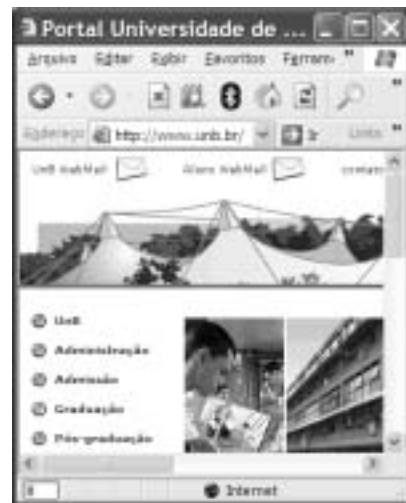 Portal Universidade de ...
Arquivo Editar Exibir Favoritos Ferram
Endereço http://www.unb.br/ Ir Links
UnB WebMail Aluno WebMail contato
UnB
Administração
Admissão
Graduação
Pós-graduação
Internet